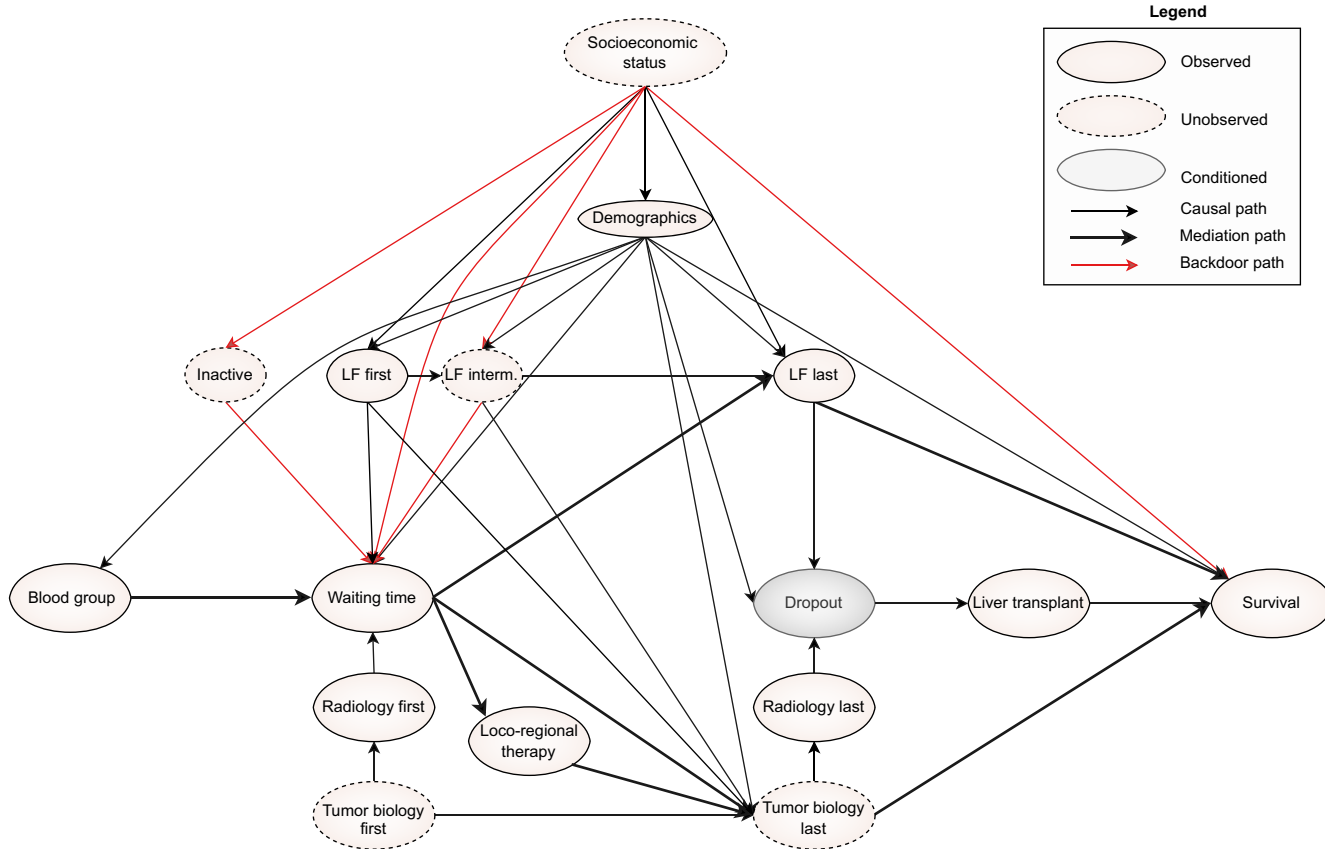 Legend
Socioeconomic
status
Observed
Unobserved
Conditioned
Causal path
Mediation path
Backdoor path
Demographics
Inactive
LF first
LF interm.
LF last
Blood group
Waiting time
Dropout
Liver transplant
Survival
Radiology first
Radiology last
Loco-regional
therapy
Tumor biology
first
Tumor biology
last